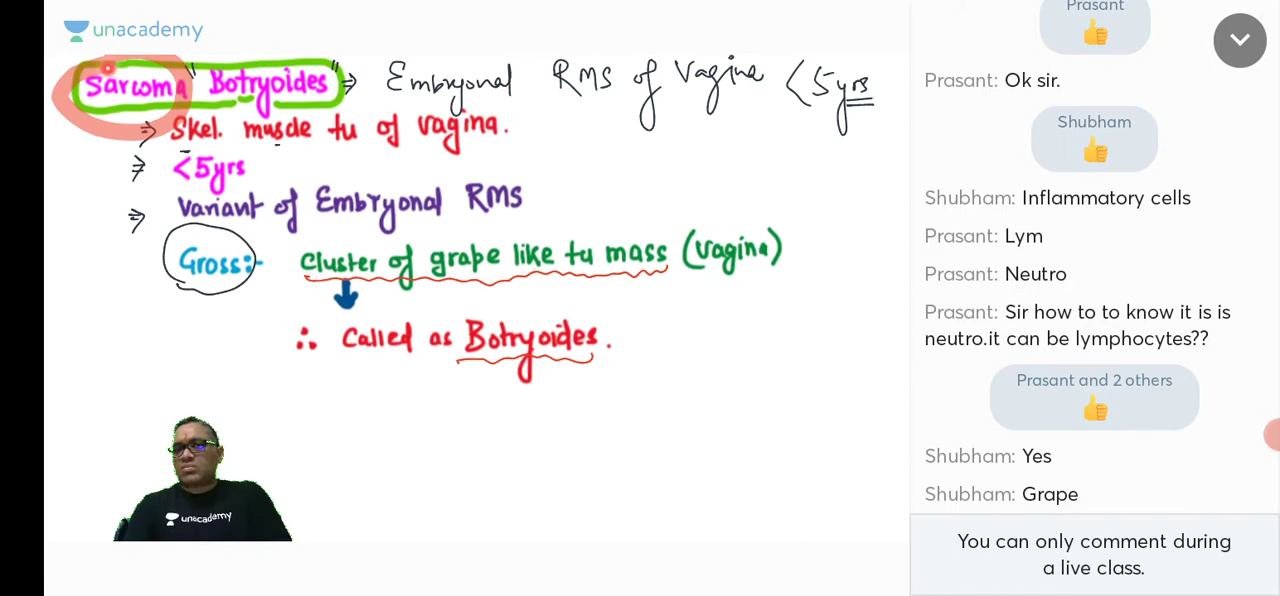 unacademy
Sarcoma "Botryoides" ⇒ Embryonal RMS of Vagina <5yrs
⇒ Skel. muscle tu of vagina.
⇒ <5yrs
⇒ Variant of Embryonal RMS
Gross:- Cluster of grape like tu mass (vagina)
∴ Called as Botryoides.
unacademy
Prasant
👍
Prasant: Ok sir.
Shubham
👍
Shubham: Inflammatory cells
Prasant: Lym
Prasant: Neutro
Prasant: Sir how to to know it is is
neutro.it can be lymphocytes??
Prasant and 2 others
👍
Shubham: Yes
Shubham: Grape
You can only comment during
a live class.